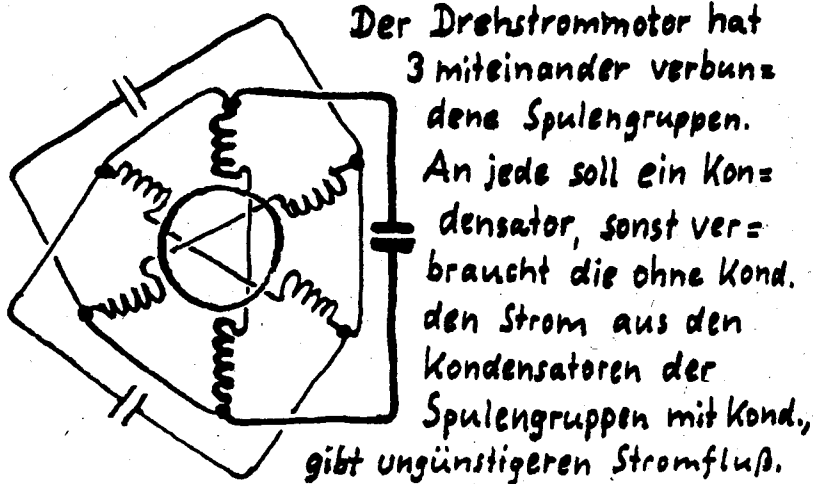 Der Drehstrommotor hat
3 miteinander verbun=
dene Spulengruppen.
An jede soll ein Kon=
densator, sonst ver=
braucht die ohne Kond.
den Strom aus den
Kondensatoren der
Spulengruppen mit Kond.,
gibt ungünstigeren Stromfluß.